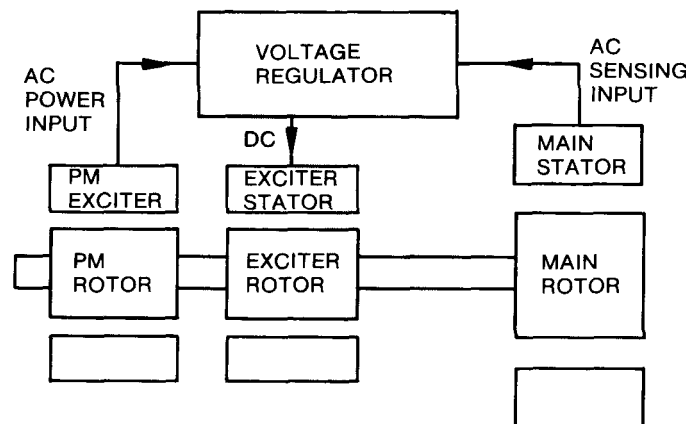 VOLTAGE
REGULATOR
AC
POWER
INPUT
AC
SENSING
INPUT
DC
PM
EXCITER
EXCITER
STATOR
MAIN
STATOR
PM
ROTOR
EXCITER
ROTOR
MAIN
ROTOR